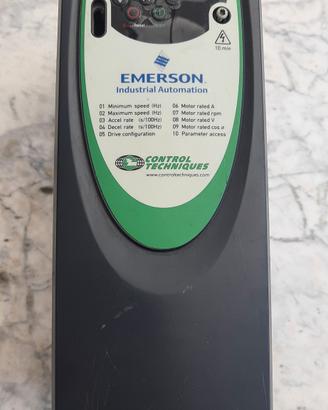 10 min
EMERSON.
Industrial Automation
01 Minimum speed (Hz)
02 Maximum speed (Hz)
03 Accel rate (s/100Hz)
04 Decel rate (s/100Hz)
05 Drive configuration
06 Motor rated A
07 Motor rated rpm
08 Motor rated V
09 Motor rated cos ø
10 Parameter access
CONTROL
TECHNIQUES
www.controltechniques.com